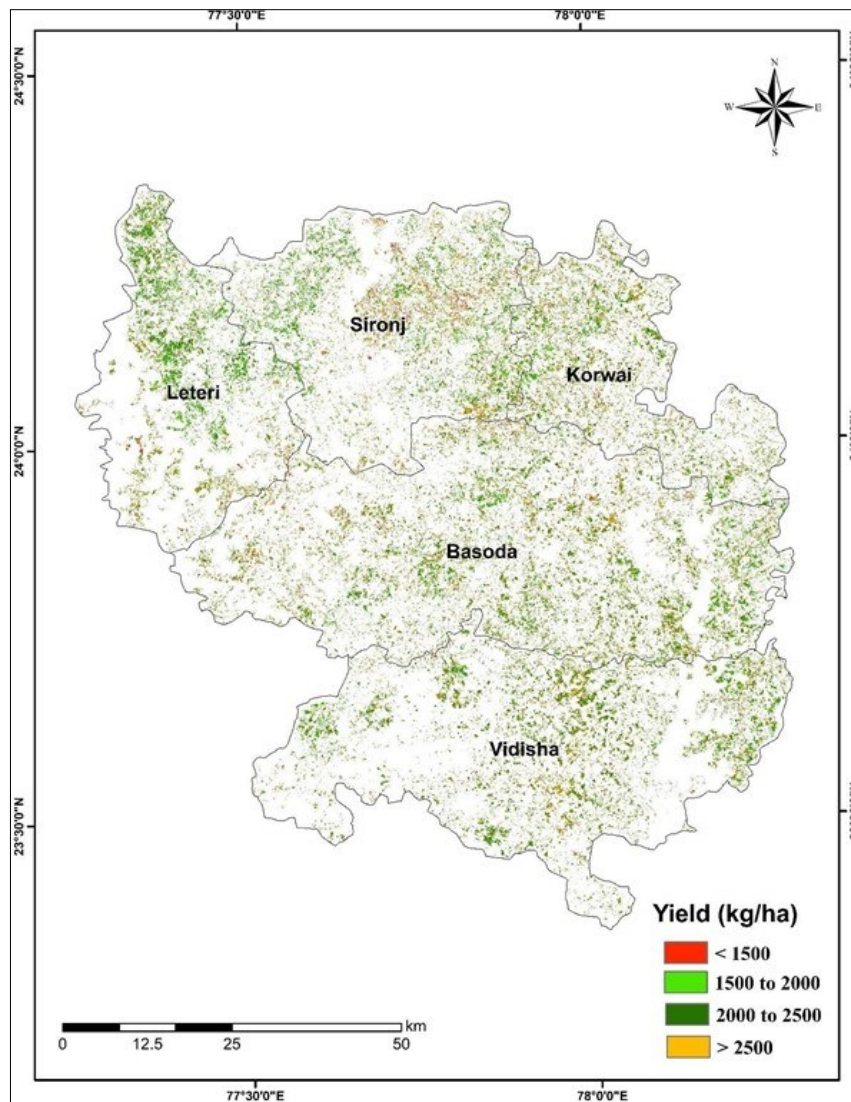 77°30'0"E 78°0'0"E
24°30'0"N
N
W E
S
Sironj
Korwai
Leteri
24°0'0"N
Basoda
Vidisha
23°30'0"N
Yield (kg/ha)
< 1500
1500 to 2000
2000 to 2500
> 2500
km
0 12.5 25 50
77°30'0"E 78°0'0"E